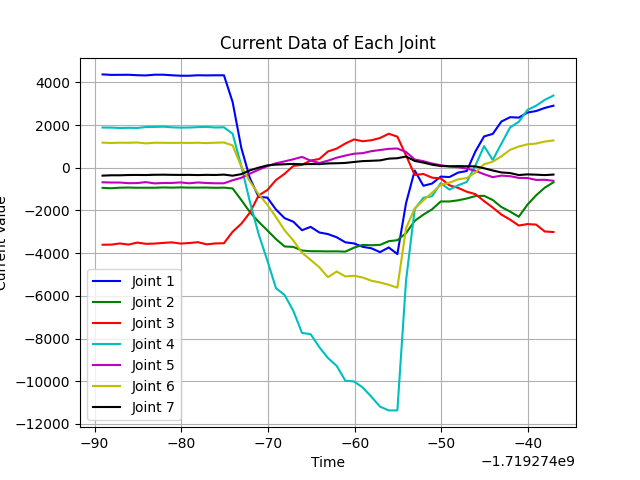 Current Data of Each Joint
4000
2000
0
−2000
−4000
−6000
−8000
−10000
−12000
Current Value
Joint 1
Joint 2
Joint 3
Joint 4
Joint 5
Joint 6
Joint 7
−90
−80
−70
−60
−50
−40
Time
−1.719274e9